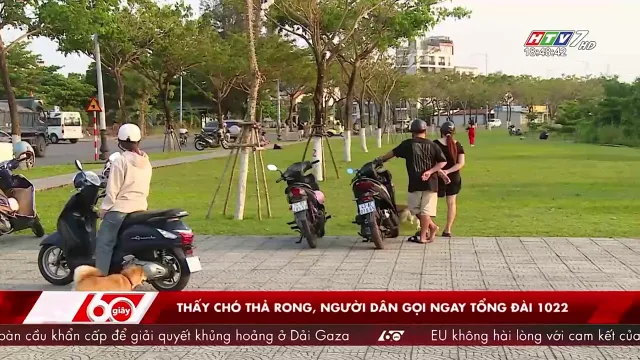 HTV7 HD
18:48:42
60 giây
THẤY CHÓ THẢ RONG, NGƯỜI DÂN GỌI NGAY TỔNG ĐÀI 1022
oàn cầu khẩn cấp để giải quyết khủng hoảng ở Dải Gaza 60 EU không hài lòng với cam kết của